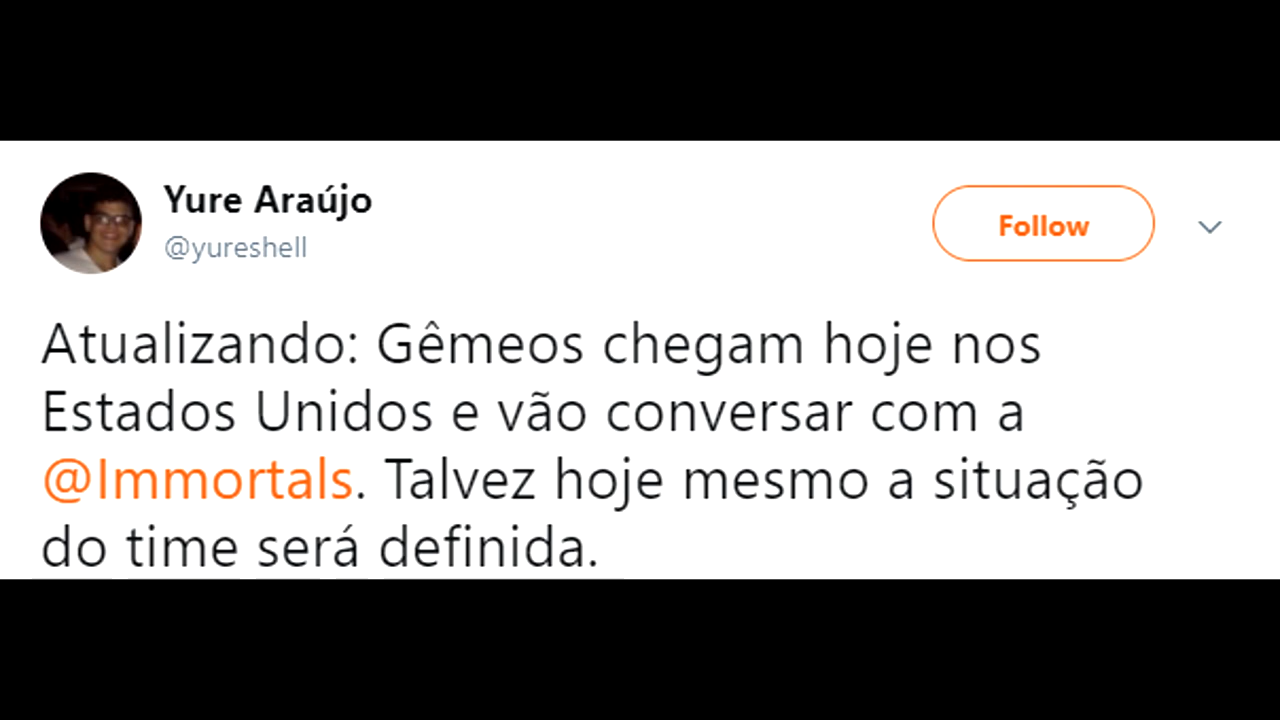 Yure Araújo
@yureshell
Follow
Atualizando: Gêmeos chegam hoje nos
Estados Unidos e vão conversar com a
@Immortals. Talvez hoje mesmo a situação
do time será definida.